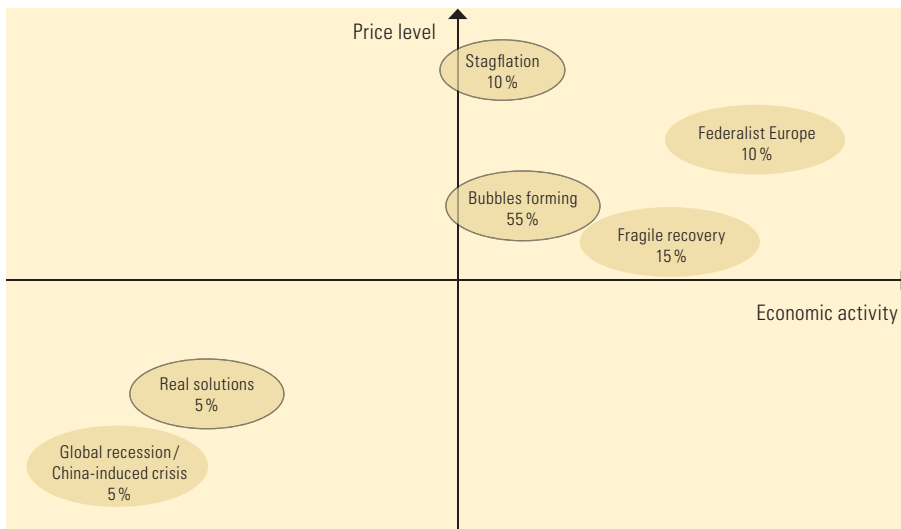 Price level
Stagflation
10 %
Federalist Europe
10 %
Bubbles forming
55 %
Fragile recovery
15 %
Economic activity
Real solutions
5 %
Global recession /
China-induced crisis
5 %